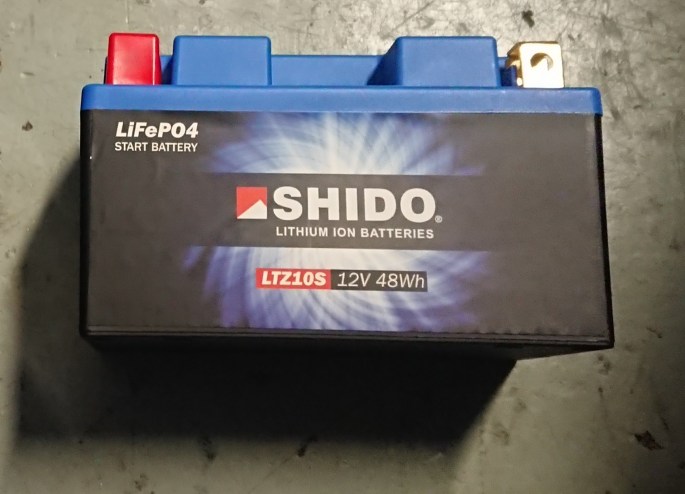 LiFePO4
START BATTERY
SHIDO®
LITHIUM ION BATTERIES
LTZ10S 12V 48Wh